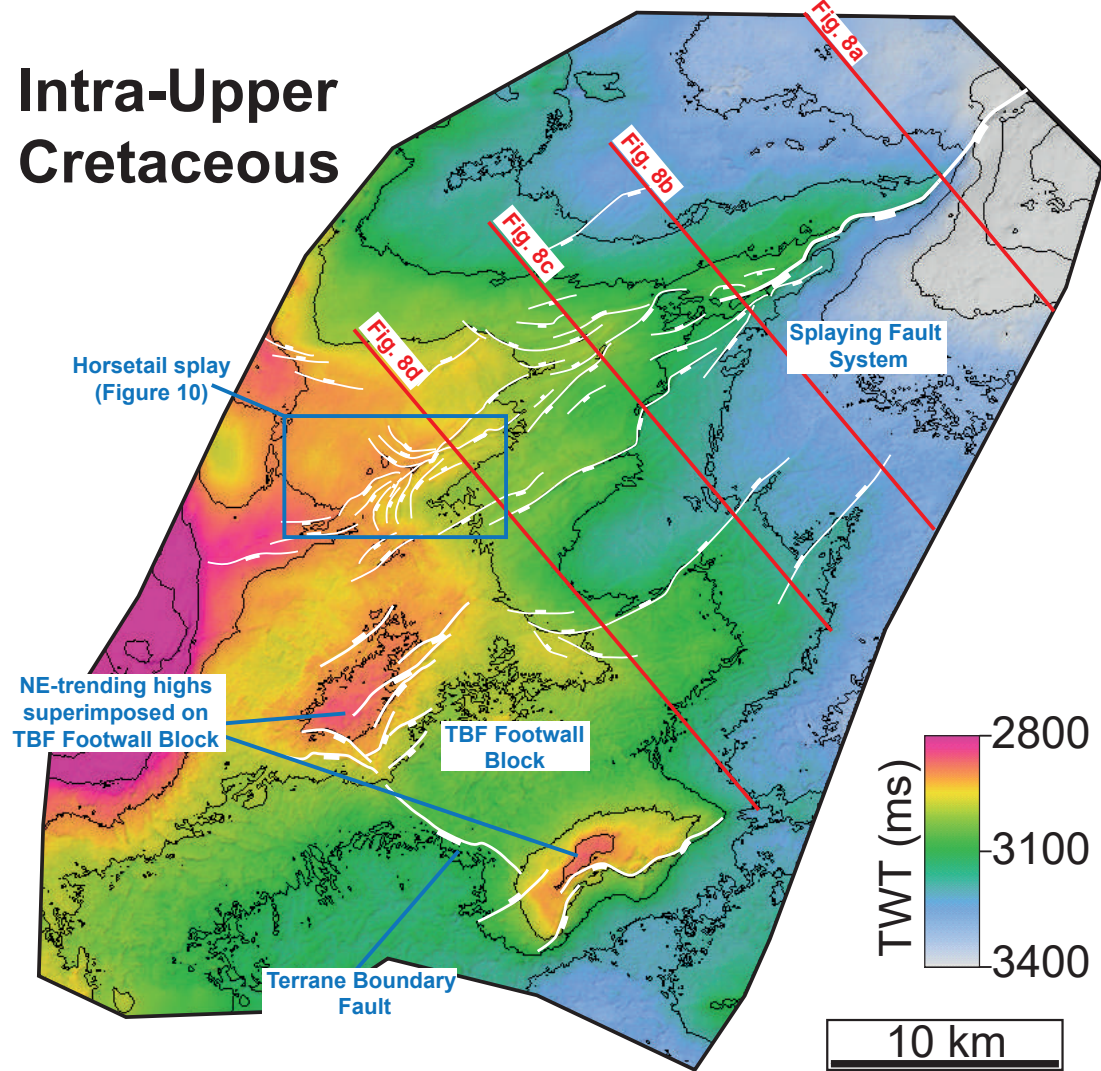 Intra-Upper
Cretaceous
Fig. 8a
Fig. 8b
Fig. 8c
Fig. 8d
Splaying Fault
System
Horsetail splay
(Figure 10)
NE-trending highs
superimposed on
TBF Footwall Block
TBF Footwall
Block
Terrane Boundary
Fault
TWT (ms)
2800
3100
3400
10 km